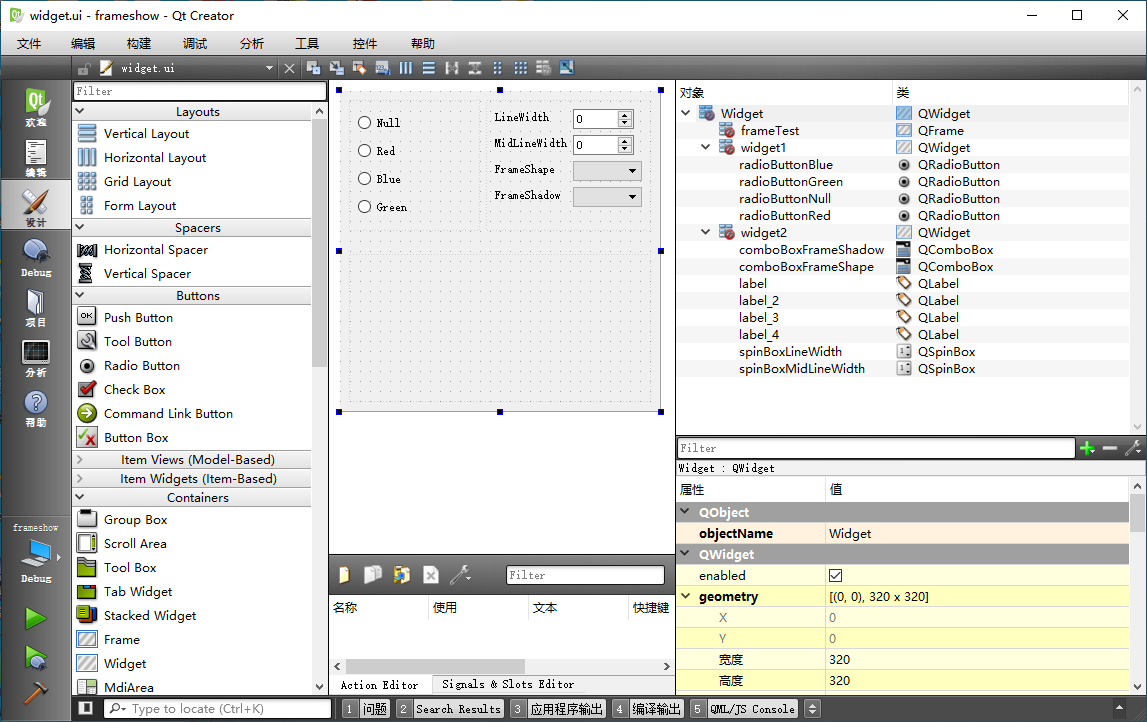 widget.ui - frameshow - Qt Creator
文件 编辑 构建 调试 分析 工具 控件 帮助
widget.ui
Qt
欢迎
编辑
设计
Debug
项目
分析
帮助
frameshow
Debug
Filter
Layouts
Vertical Layout
Horizontal Layout
Grid Layout
Form Layout
Spacers
Horizontal Spacer
Vertical Spacer
Buttons
OK Push Button
Tool Button
Radio Button
Check Box
Command Link Button
Button Box
Item Views (Model-Based)
Item Widgets (Item-Based)
Containers
Group Box
Scroll Area
Tool Box
Tab Widget
Stacked Widget
Frame
Widget
MdiArea
Null
Red
Blue
Green
LineWidth 0
MidLineWidth 0
FrameShape
FrameShadow
Filter
名称 使用 文本 快捷键
Action Editor Signals & Slots Editor
对象 类
Widget QWidget
frameTest QFrame
widget1 QWidget
radioButtonBlue QRadioButton
radioButtonGreen QRadioButton
radioButtonNull QRadioButton
radioButtonRed QRadioButton
widget2 QWidget
comboBoxFrameShadow QComboBox
comboBoxFrameShape QComboBox
label QLabel
label_2 QLabel
label_3 QLabel
label_4 QLabel
spinBoxLineWidth QSpinBox
spinBoxMidLineWidth QSpinBox
Filter
Widget : QWidget
属性 值
QObject
objectName Widget
QWidget
enabled
geometry [(0, 0), 320 x 320]
X 0
Y 0
宽度 320
高度 320
Type to locate (Ctrl+K) 1 问题 2 Search Results 3 应用程序输出 4 编译输出 5 QML/JS Console